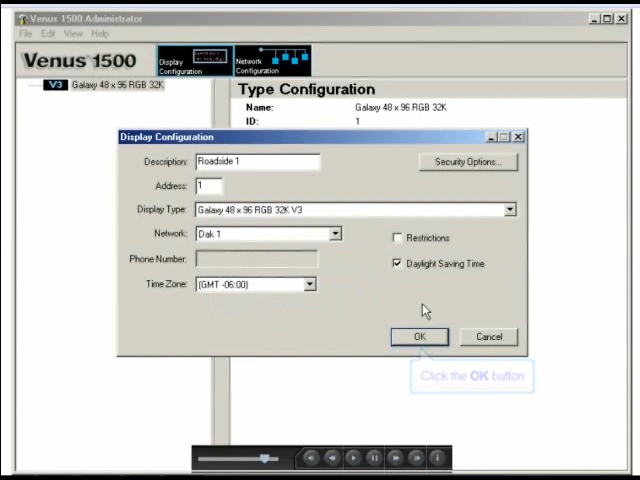 Venus 1500 Administrator
File Edit View Help
Venus 1500
Display Configuration
Network Configuration
V3 Galaxy 48 x 96 RGB 32K
Type Configuration
Name: Galaxy 48 x 96 RGB 32K
ID: 1
Display Configuration
Description: Roadside 1
Security Options...
Address: 1
Display Type: Galaxy 48 x 96 RGB 32K V3
Network: Dak 1
Restrictions
Phone Number:
Daylight Saving Time
Time Zone: (GMT -06:00)
OK Cancel
Click the OK button